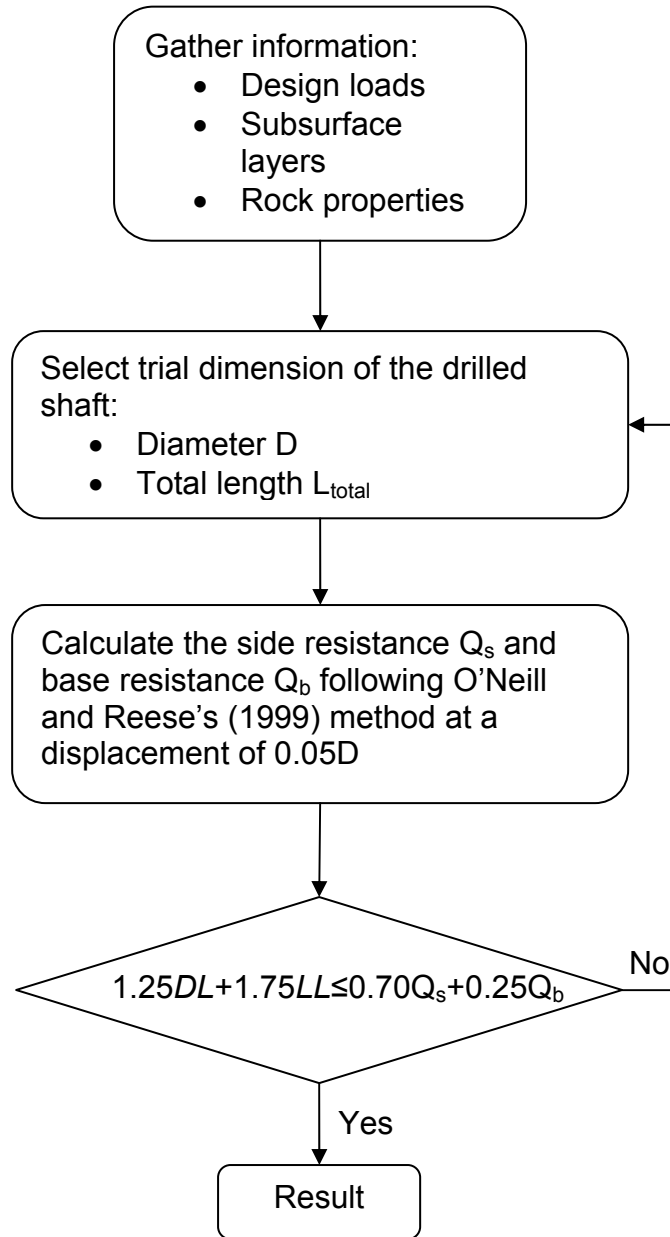 Gather information:
• Design loads
• Subsurface
layers
• Rock properties
Select trial dimension of the drilled
shaft:
• Diameter D
• Total length Ltotal
Calculate the side resistance Qs and
base resistance Qb following O’Neill
and Reese’s (1999) method at a
displacement of 0.05D
1.25DL+1.75LL≤0.70Qs+0.25Qb
No
Yes
Result